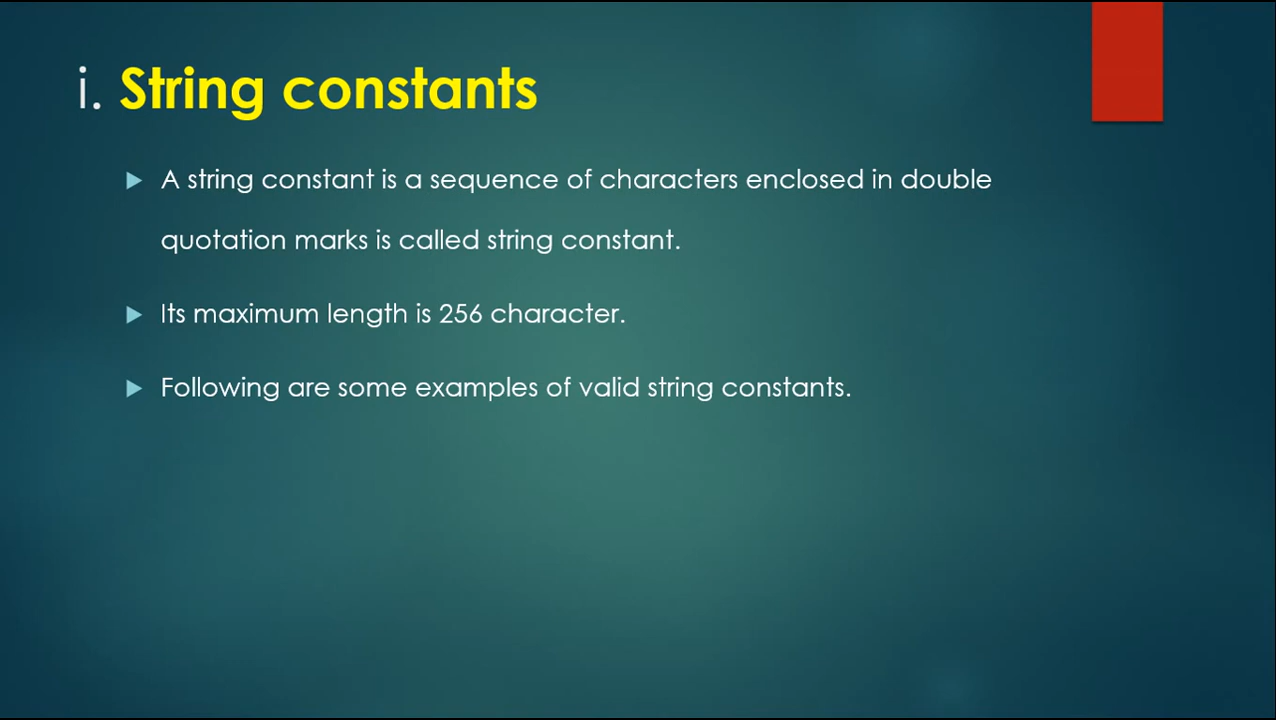 i. String constants
A string constant is a sequence of characters enclosed in double
quotation marks is called string constant.
Its maximum length is 256 character.
Following are some examples of valid string constants.